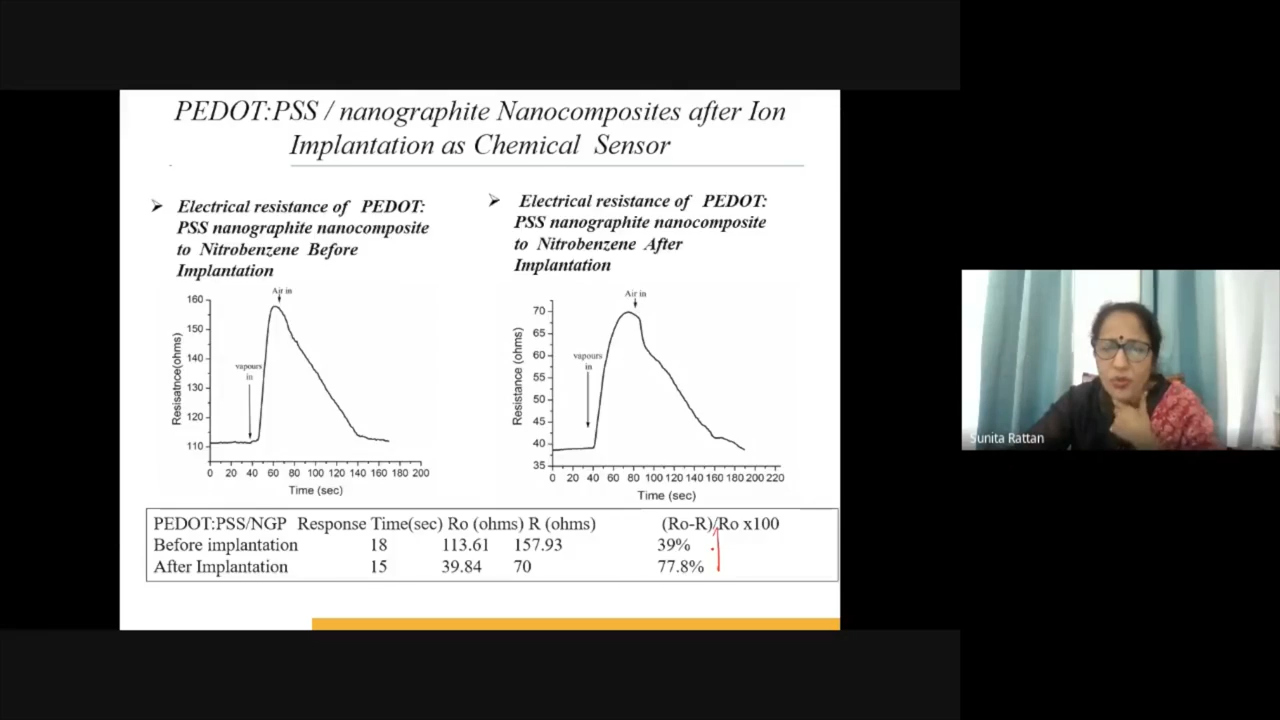 PEDOT:PSS / nanographite Nanocomposites after Ion
Implantation as Chemical Sensor
➢ Electrical resistance of PEDOT:
PSS nanographite nanocomposite
to Nitrobenzene Before
Implantation
➢ Electrical resistance of PEDOT:
PSS nanographite nanocomposite
to Nitrobenzene After
Implantation
Air in
160
150
140
130
120
110
vapours
in
Resisatnce(ohms)
0 20 40 60 80 100 120 140 160 180 200
Time (sec)
Air in
70
65
60
55
50
45
40
35
vapours
in
Resistance (ohms)
0 20 40 60 80 100 120 140 160 180 200 220
Time (sec)
PEDOT:PSS/NGP Response Time(sec) Ro (ohms) R (ohms) (Ro-R)/Ro x100
Before implantation 18 113.61 157.93 39%
After Implantation 15 39.84 70 77.8%
Sunita Rattan